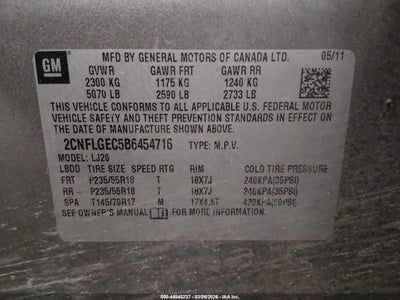 GM
MFD BY GENERAL MOTORS OF CANADA LTD. 05/11
GVWR GAWR FRT GAWR RR
2300 KG 1175 KG 1240 KG
5070 LB 2590 LB 2733 LB
THIS VEHICLE CONFORMS TO ALL APPLICABLE U.S. FEDERAL MOTOR
VEHICLE SAFETY AND THEFT PREVENTION STANDARDS IN EFFECT ON
THE DATE OF MANUFACTURE SHOWN ABOVE.
2CNFLGEC5B6454716 TYPE: M.P.V.
MODEL: LJ26
LBDD TIRE SIZE SPEED RTG RIM COLD TIRE PRESSURE
FRT P235/55R18 T 18X7J 240KPA(35PSI)
RR P235/55R18 T 18X7J 240KPA(35PSI)
SPA T145/70R17 M 17X4.5T 420KPA(60PSI)
SEE OWNER'S MANUAL FOR MORE INFORMATION.
000-44545237 - 03/06/2026 - IAA Inc.